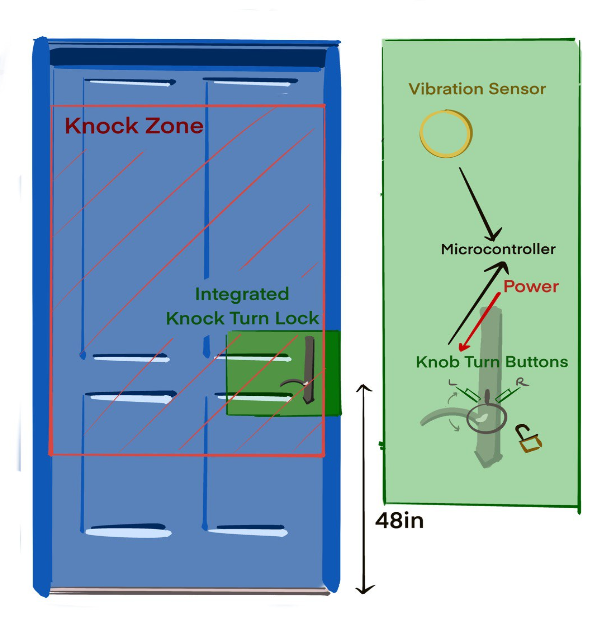 Knock Zone
Integrated
Knock Turn Lock
48in
Vibration Sensor
Microcontroller
Power
Knob Turn Buttons
L R